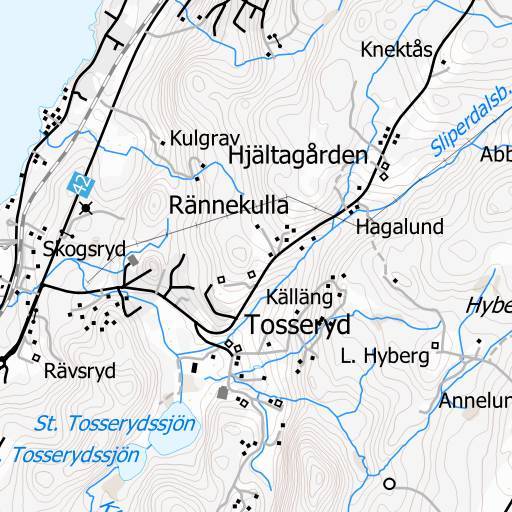 Knektås
Sliperdalsb.
Kulgrav
Hjältagården
Abb
42
Rännekulla
Hagalund
Skogsryd
Källäng
Hybe
Tosseryd
L. Hyberg
Rävsryd
Annelun
St. Tosserydssjön
. Tosserydssjön